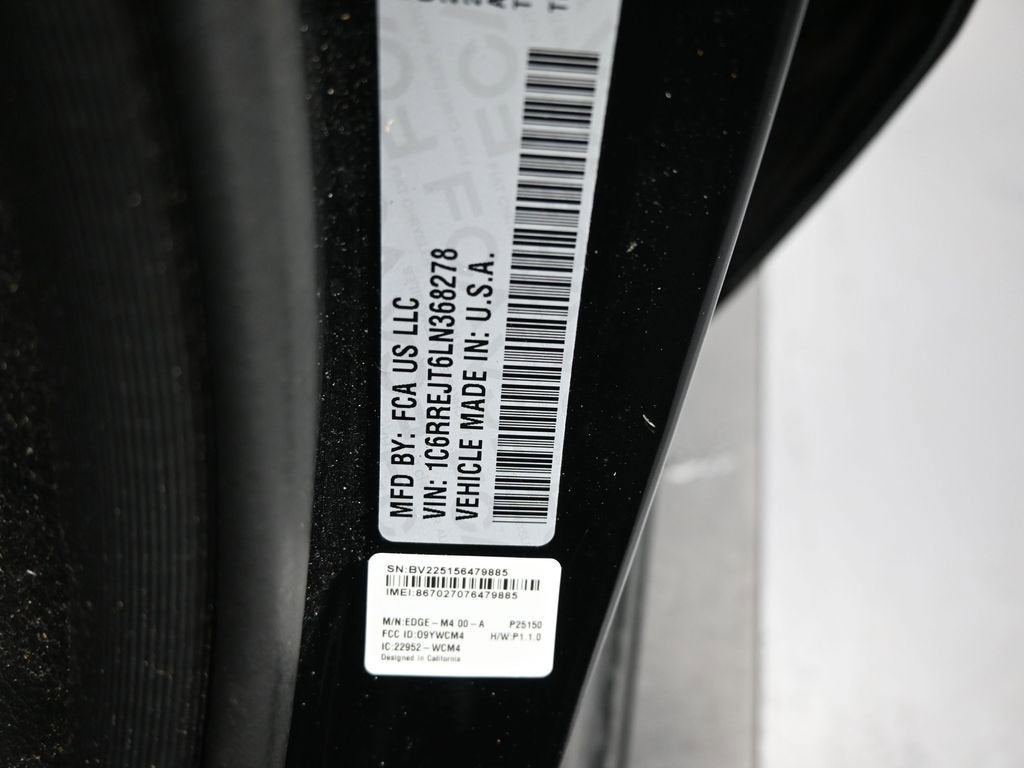 MFD BY: FCA US LLC
VIN: 1C6RREJT6LN368278
VEHICLE MADE IN: U.S.A.
SN:BV225156479885
IMEI:867027076479885
M/N:EDGE-M4 00-A P25150
FCC ID:09YWCM4 H/W:P1.1.0
IC:22952-WCM4
Designed in California